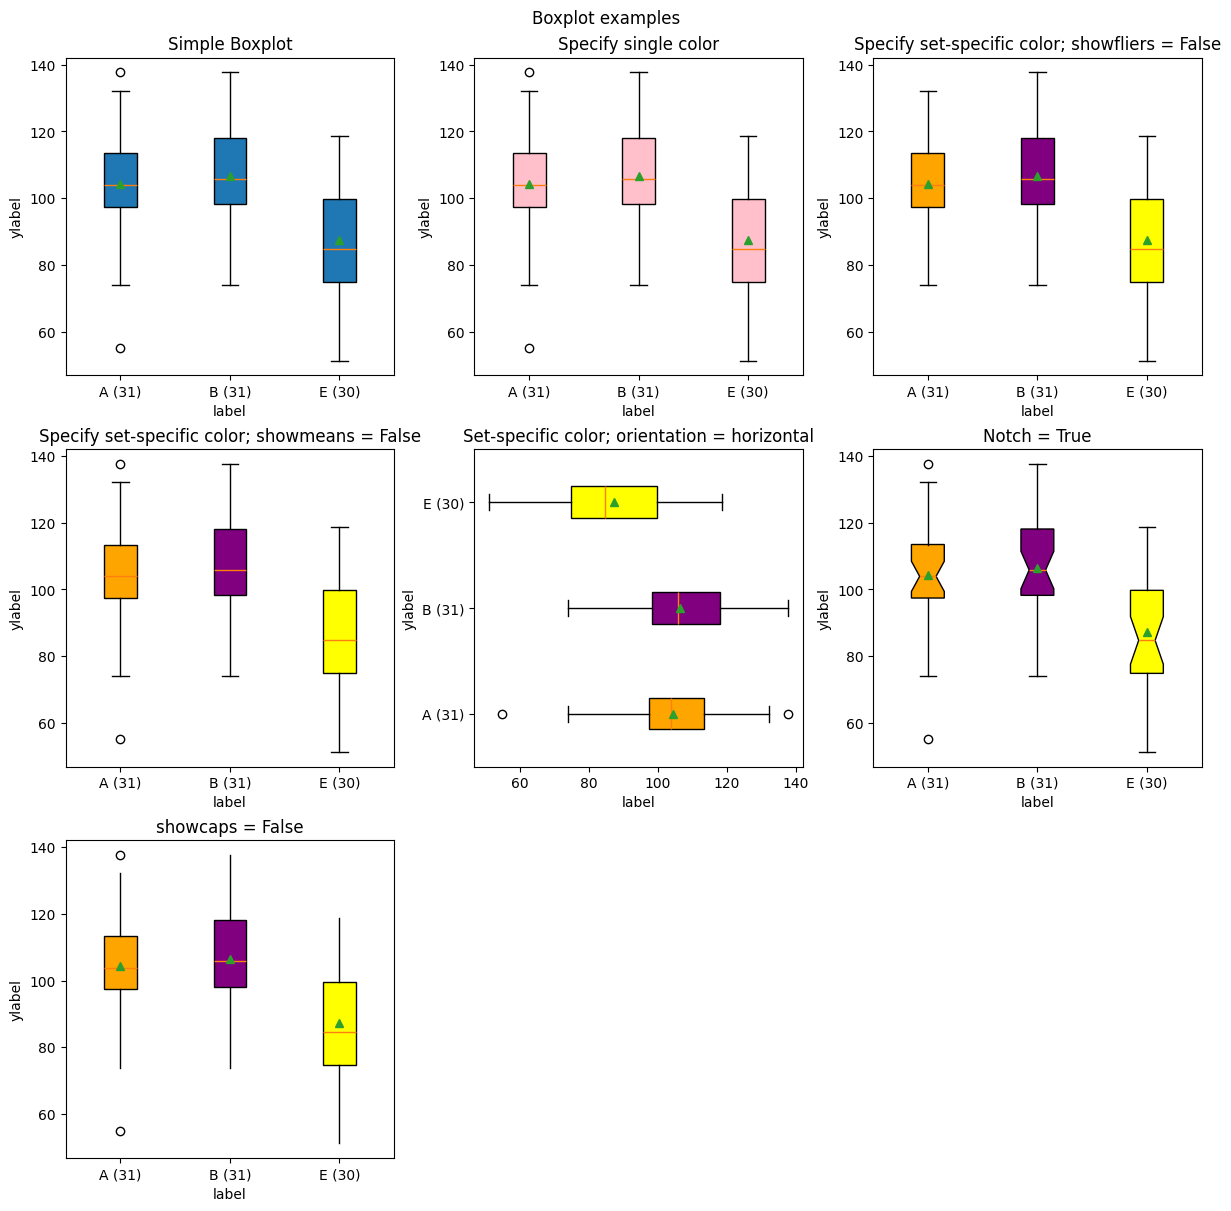 Boxplot examples
Simple Boxplot
140
120
100
80
60
ylabel
A (31) B (31) E (30)
label
Specify single color
140
120
100
80
60
ylabel
A (31) B (31) E (30)
label
Specify set-specific color; showfliers = False
140
120
100
80
60
ylabel
A (31) B (31) E (30)
label
Specify set-specific color; showmeans = False
140
120
100
80
60
ylabel
A (31) B (31) E (30)
label
Set-specific color; orientation = horizontal
E (30)
B (31)
A (31)
ylabel
60 80 100 120 140
label
Notch = True
140
120
100
80
60
ylabel
A (31) B (31) E (30)
label
showcaps = False
140
120
100
80
60
ylabel
A (31) B (31) E (30)
label